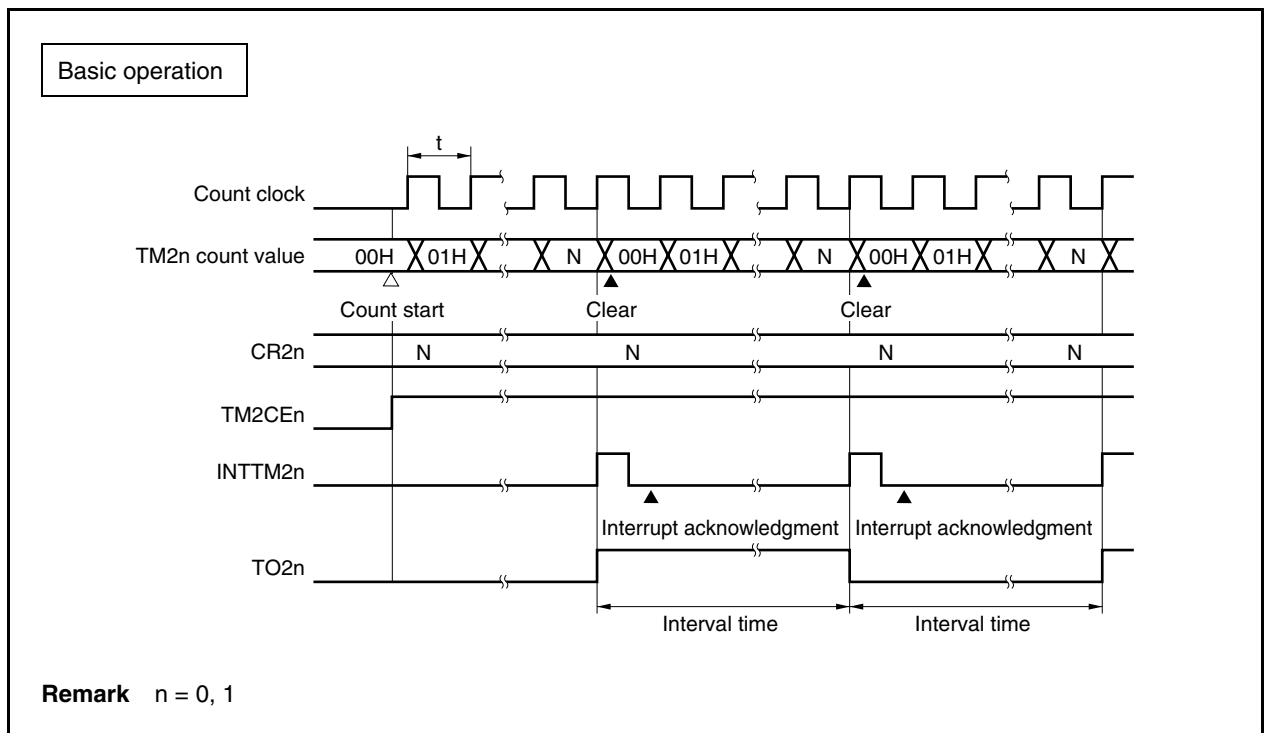 Basic operation
t
Count clock
TM2n count value 00H 01H N 00H 01H N 00H 01H N
Count start Clear Clear
CR2n N N N N
TM2CEn
INTTM2n
Interrupt acknowledgment Interrupt acknowledgment
TO2n
Interval time Interval time
Remark n = 0, 1